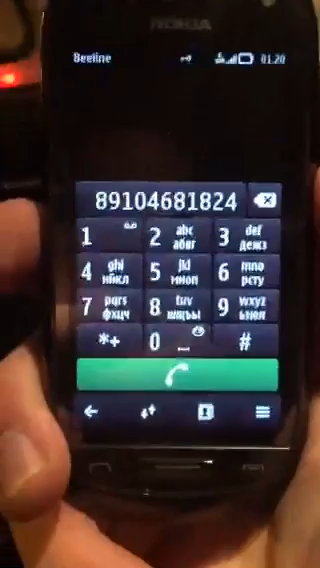 NOKIA
Beeline 01.20
89104681824
1 2 abc абвг 3 def дежз
4 ghi ийкл 5 jkl мноп 6 mno рсту
7 pqrs фхцч 8 tuv шщъы 9 wxyz ьэюя
*+ 0 #